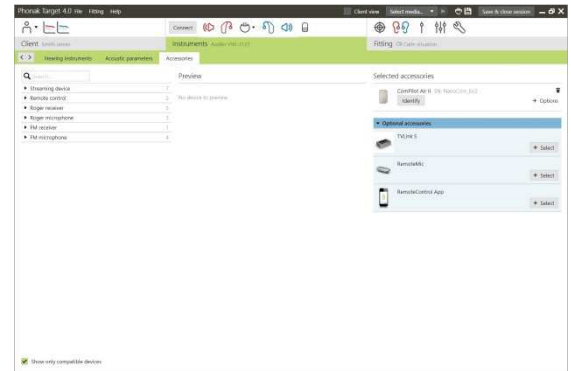 Phonak Target 4.0 File Fitting Help
Client view Select media... Save & close session
Connect
Client
Instruments
Fitting
Hearing instruments Acoustic parameters Accessories
Search
Streaming device
Remote control
Roger receiver
Roger microphone
FM receiver
FM microphone
Preview
No device to preview
Selected accessories
ComPilot Air II
Identify
Options
Optional accessories
TVLink S
Select
RemoteMic
Select
RemoteControl App
Select
Show only compatible devices